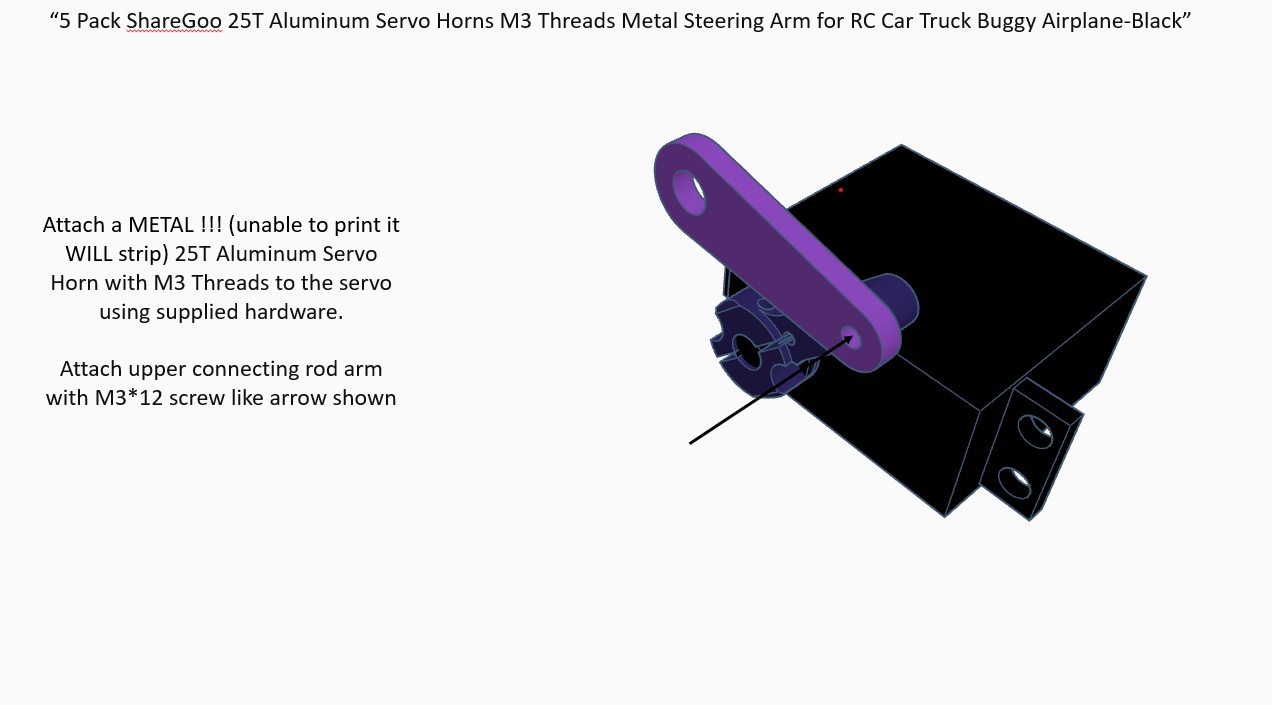 “5 Pack ShareGoo 25T Aluminum Servo Horns M3 Threads Metal Steering Arm for RC Car Truck Buggy Airplane-Black”
Attach a METAL !!! (unable to print it
WILL strip) 25T Aluminum Servo
Horn with M3 Threads to the servo
using supplied hardware.
Attach upper connecting rod arm
with M3*12 screw like arrow shown